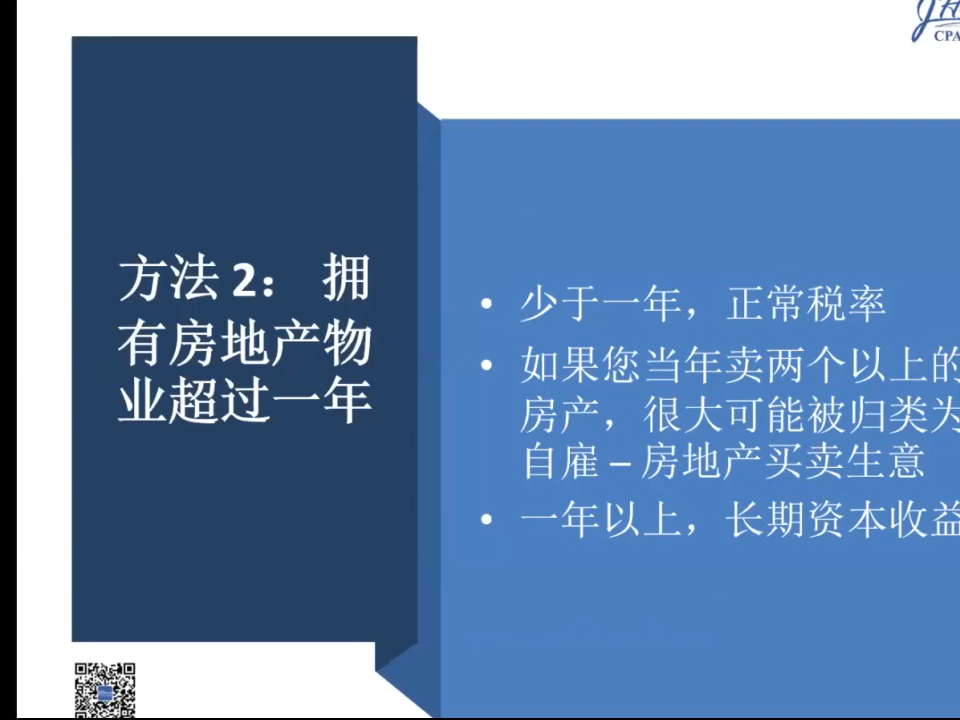 CPA
方法 2： 拥
有房地产物
业超过一年
• 少于一年，正常税率
• 如果您当年卖两个以上的
房产，很大可能被归类为
自雇 – 房地产买卖生意
• 一年以上，长期资本收益